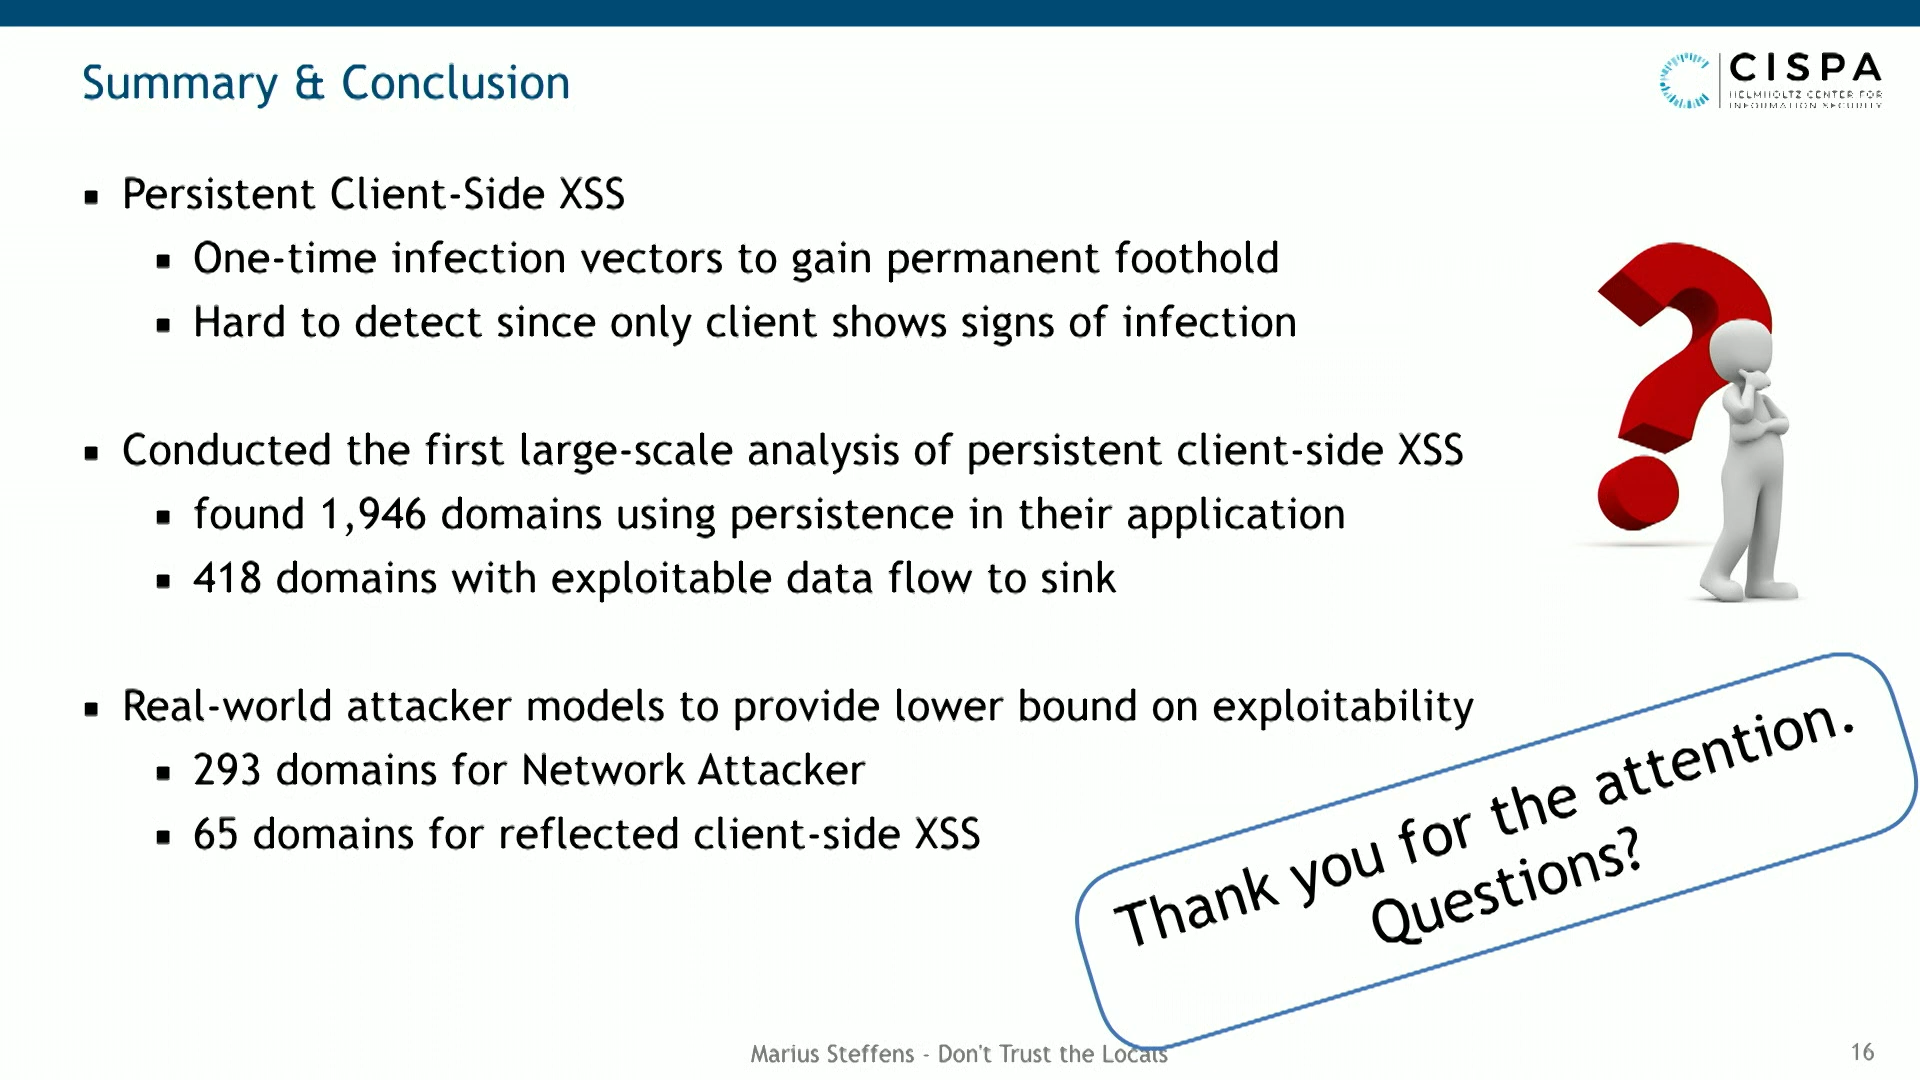 Summary & Conclusion
CISPA
HELMHOLTZ CENTER FOR
INFORMATION SECURITY
▪ Persistent Client-Side XSS
▪ One-time infection vectors to gain permanent foothold
▪ Hard to detect since only client shows signs of infection
▪ Conducted the first large-scale analysis of persistent client-side XSS
▪ found 1,946 domains using persistence in their application
▪ 418 domains with exploitable data flow to sink
▪ Real-world attacker models to provide lower bound on exploitability
▪ 293 domains for Network Attacker
▪ 65 domains for reflected client-side XSS
Thank you for the attention.
Questions?
Marius Steffens - Don't Trust the Locals
16